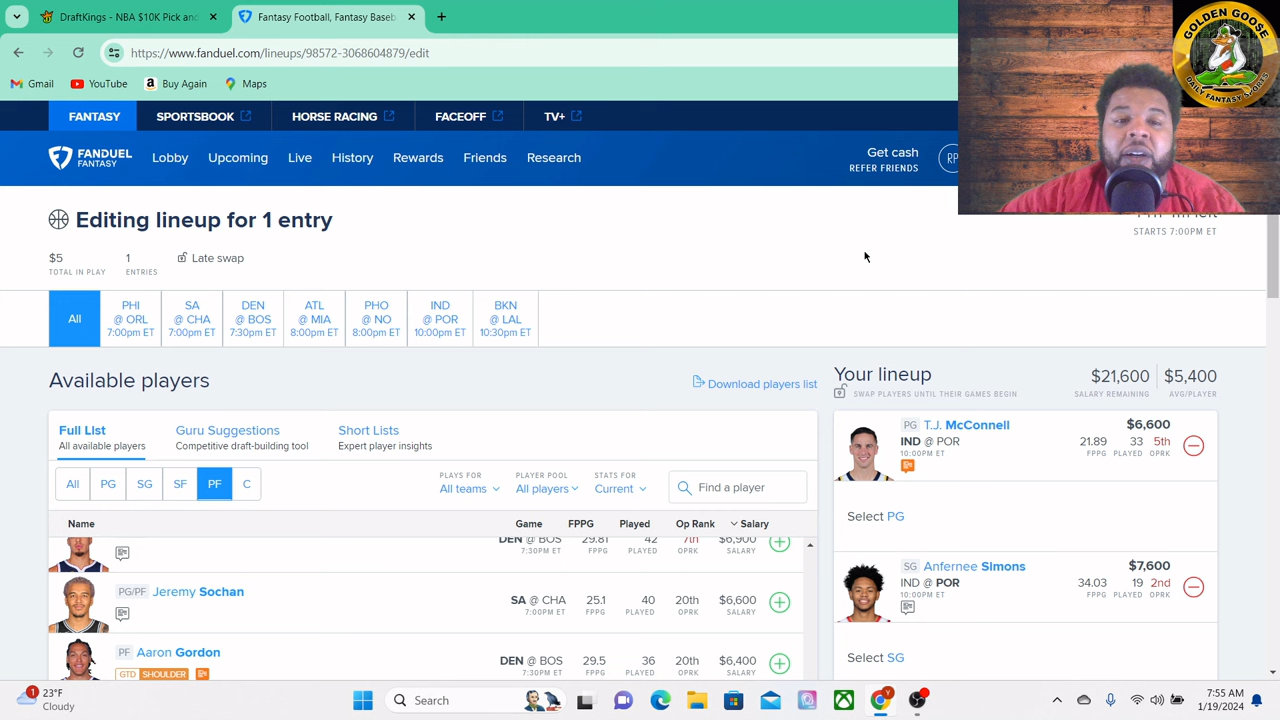 DraftKings - NBA $10K Pick and
Fantasy Football, Fantasy Baseb
https://www.fanduel.com/lineups/98572-3068604879/edit
Gmail
YouTube
Buy Again
Maps
GOLDEN GOO$E
DAILY FANTASY SPORTS
FANTASY
SPORTSBOOK
HORSE RACING
FACEOFF
TV+
FANDUEL
FANTASY
Lobby
Upcoming
Live
History
Rewards
Friends
Research
Get cash
REFER FRIENDS
RP
Editing lineup for 1 entry
STARTS 7:00PM ET
$5
TOTAL IN PLAY
1
ENTRIES
Late swap
All
PHI
@ ORL
7:00pm ET
SA
@ CHA
7:00pm ET
DEN
@ BOS
7:30pm ET
ATL
@ MIA
8:00pm ET
PHO
@ NO
8:00pm ET
IND
@ POR
10:00pm ET
BKN
@ LAL
10:30pm ET
Available players
Download players list
Full List
All available players
Guru Suggestions
Competitive draft-building tool
Short Lists
Expert player insights
All
PG
SG
SF
PF
C
PLAYS FOR
All teams
PLAYER POOL
All players
STATS FOR
Current
Find a player
Name
Game
FPPG
Played
Op Rank
Salary
DEN @ BOS
7:30PM ET
29.81
FPPG
42
PLAYED
7th
OPRK
$6,900
SALARY
PG/PF Jeremy Sochan
SA @ CHA
7:00PM ET
25.1
FPPG
40
PLAYED
20th
OPRK
$6,600
SALARY
PF Aaron Gordon
GTD SHOULDER
DEN @ BOS
7:30PM ET
29.5
FPPG
36
PLAYED
20th
OPRK
$6,400
SALARY
Your lineup
SWAP PLAYERS UNTIL THEIR GAMES BEGIN
$21,600
SALARY REMAINING
$5,400
AVG/PLAYER
PG T.J. McConnell
IND @ POR
10:00PM ET
$6,600
21.89
FPPG
33
PLAYED
5th
OPRK
Select PG
SG Anfernee Simons
IND @ POR
10:00PM ET
$7,600
34.03
FPPG
19
PLAYED
2nd
OPRK
Select SG
1
23°F
Cloudy
Search
Y
7:55 AM
1/19/2024